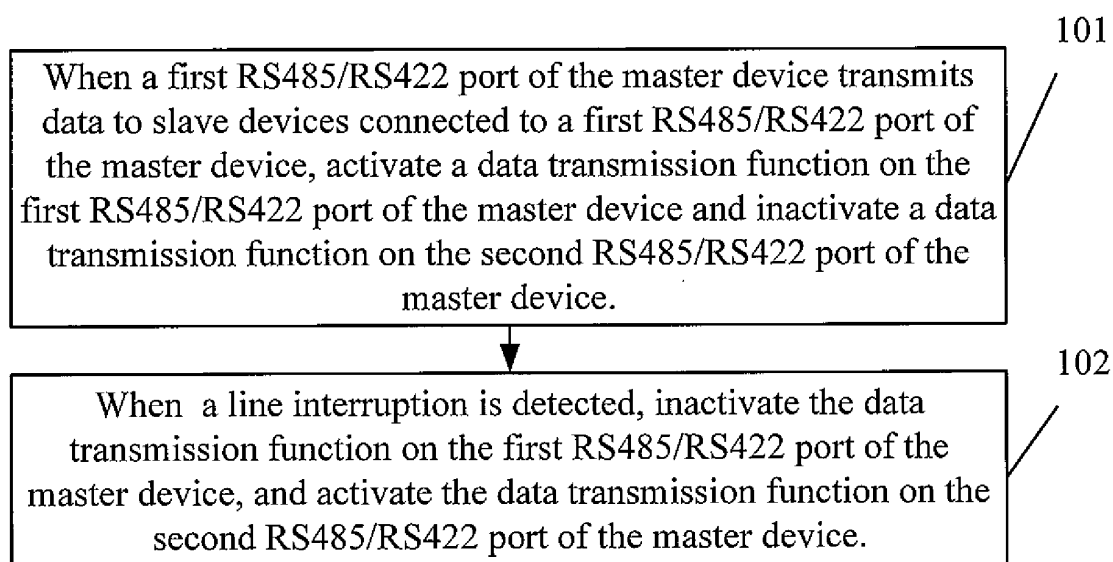 101
When a first RS485/RS422 port of the master device transmits
data to slave devices connected to a first RS485/RS422 port of
the master device, activate a data transmission function on the
first RS485/RS422 port of the master device and inactivate a data
transmission function on the second RS485/RS422 port of the
master device.
102
When a line interruption is detected, inactivate the data
transmission function on the first RS485/RS422 port of the
master device, and activate the data transmission function on the
second RS485/RS422 port of the master device.